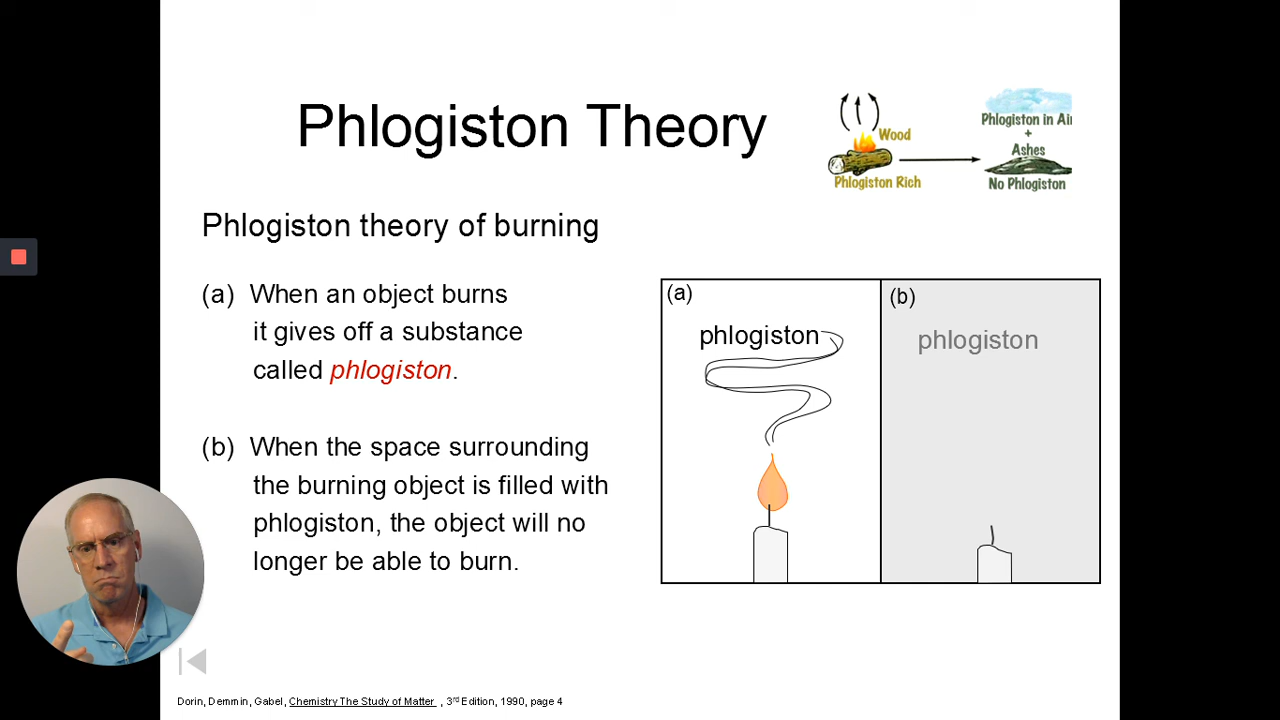 Phlogiston Theory
Wood
Phlogiston Rich
Phlogiston in Air
+
Ashes
No Phlogiston
Phlogiston theory of burning
(a) When an object burns
it gives off a substance
called phlogiston.
(b) When the space surrounding
the burning object is filled with
phlogiston, the object will no
longer be able to burn.
(a)
phlogiston
(b)
phlogiston
Dorin, Demmin, Gabel, Chemistry The Study of Matter , 3rd Edition, 1990, page 4